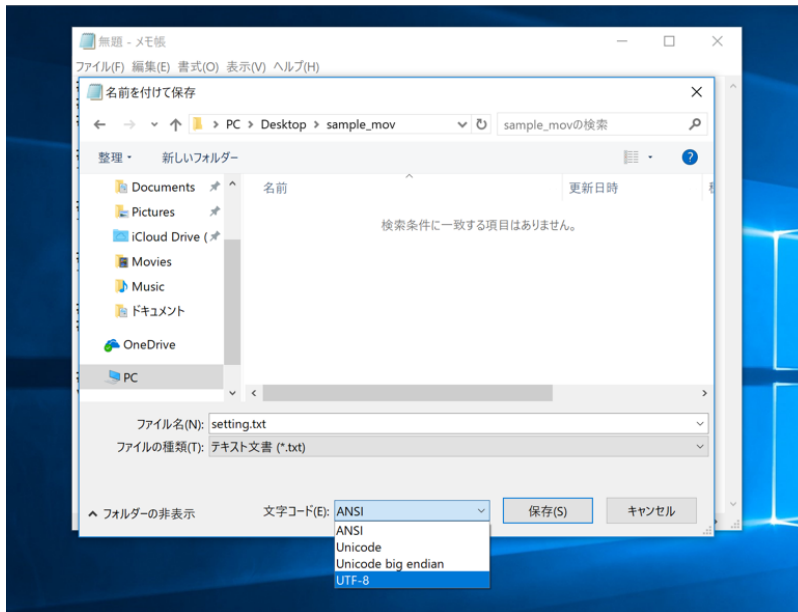 無題 - メモ帳
ファイル(F) 編集(E) 書式(O) 表示(V) ヘルプ(H)
名前を付けて保存
PC > Desktop > sample_mov
sample_movの検索
整理
新しいフォルダー
Documents
Pictures
iCloud Drive (
Movies
Music
ドキュメント
OneDrive
PC
名前
更新日時
検索条件に一致する項目はありません。
ファイル名(N): setting.txt
ファイルの種類(T): テキスト文書 (*.txt)
フォルダーの非表示
文字コード(E): ANSI
保存(S)
キャンセル
ANSI
Unicode
Unicode big endian
UTF-8